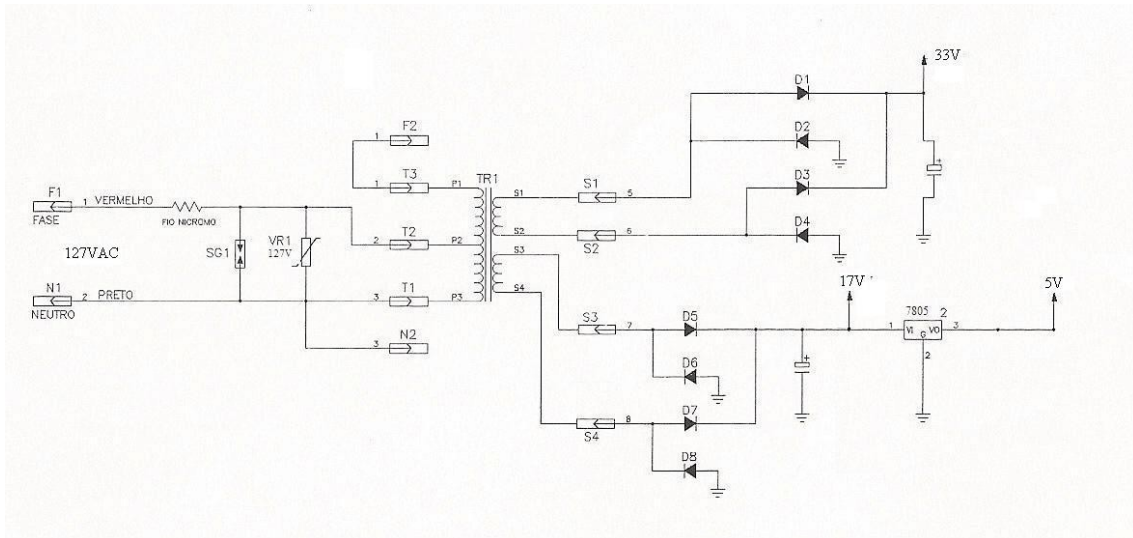 33V
D1
D2
F2
1
T3
1
P1
TR1
S1
S1
5
D3
F1
1
VERMELHO
FASE
FIO NICROMO
127VAC
SG1
VR1
127V
2
T2
P2
S2
6
S2
D4
S3
17V
5V
N1
2
PRETO
NEUTRO
3
T1
P3
S4
S3
7
D5
7805
2
1
VI
G
VO
3
2
N2
3
D6
D7
S4
8
D8
+
+